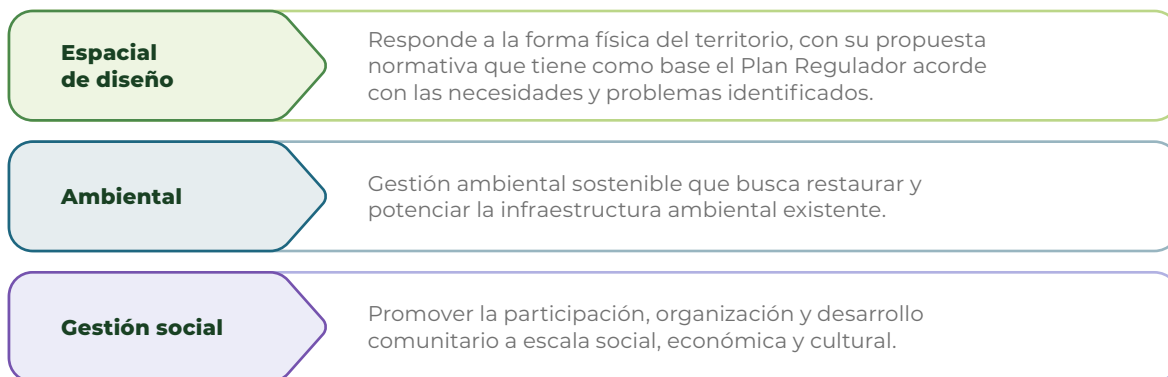 Espacial
de diseño
Responde a la forma física del territorio, con su propuesta
normativa que tiene como base el Plan Regulador acorde
con las necesidades y problemas identificados.
Ambiental
Gestión ambiental sostenible que busca restaurar y
potenciar la infraestructura ambiental existente.
Gestión social
Promover la participación, organización y desarrollo
comunitario a escala social, económica y cultural.